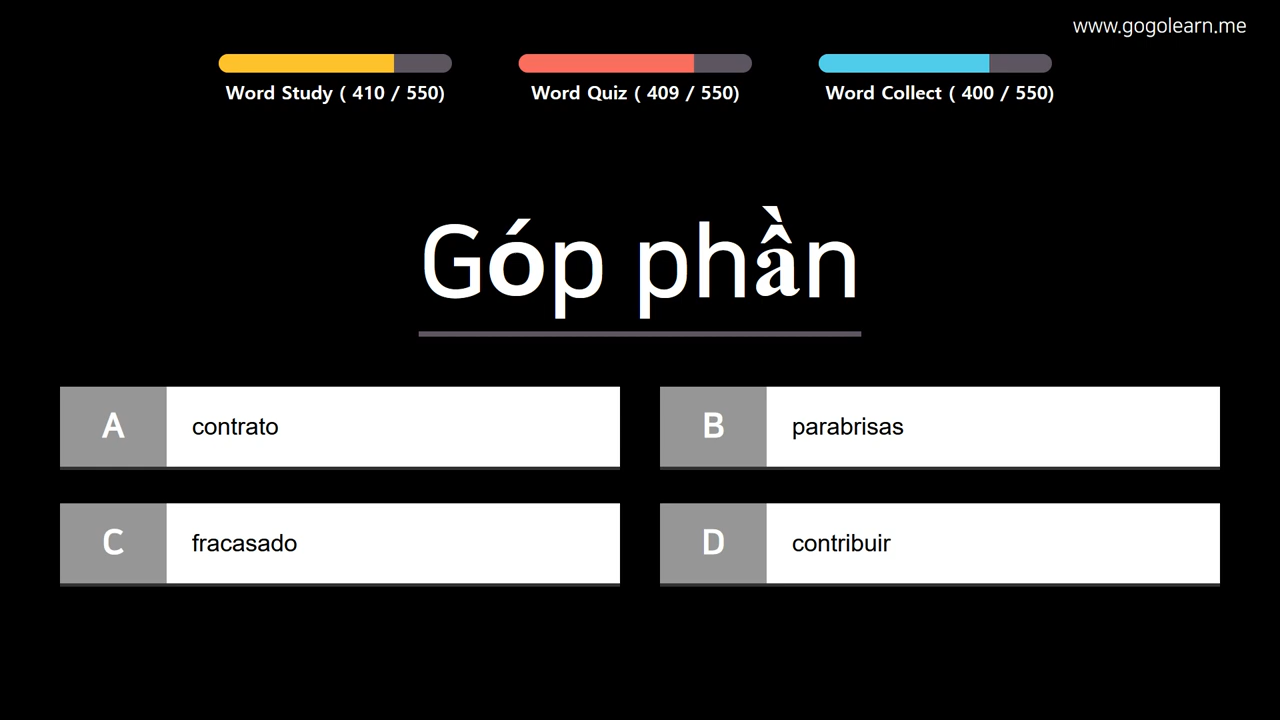 www.gogolearn.me
Word Study ( 410 / 550)
Word Quiz ( 409 / 550)
Word Collect ( 400 / 550)
Góp phần
A
contrato
B
parabrisas
C
fracasado
D
contribuir